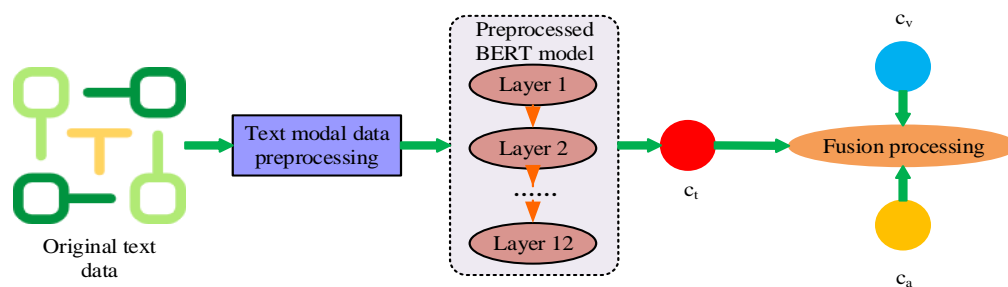 Original text
data
Text modal data
preprocessing
Preprocessed
BERT model
Layer 1
Layer 2
......
Layer 12
c_t
c_v
Fusion processing
c_a